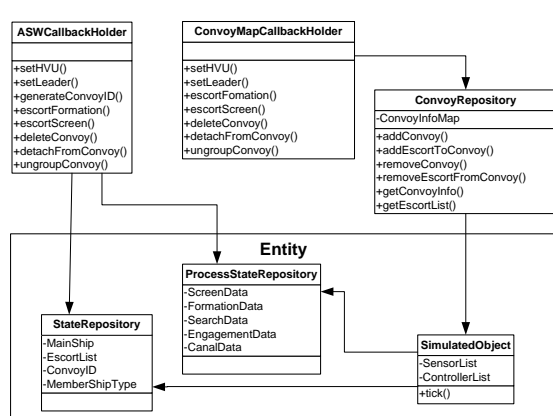 ASWCallbackHolder
+setHVU()
+setLeader()
+generateConvoyID()
+escortFormation()
+escortScreen()
+deleteConvoy()
+detachFromConvoy()
+ungroupConvoy()
ConvoyMapCallbackHolder
+setHVU()
+setLeader()
+escortFomation()
+escortScreen()
+deleteConvoy()
+detachFromConvoy()
+ungroupConvoy()
ConvoyRepository
-ConvoyInfoMap
+addConvoy()
+addEscortToConvoy()
+removeConvoy()
+removeEscortFromConvoy()
+getConvoyInfo()
+getEscortList()
Entity
ProcessStateRepository
-ScreenData
-FormationData
-SearchData
-EngagementData
-CanalData
StateRepository
-MainShip
-EscortList
-ConvoyID
-MemberShipType
SimulatedObject
-SensorList
-ControllerList
+tick()